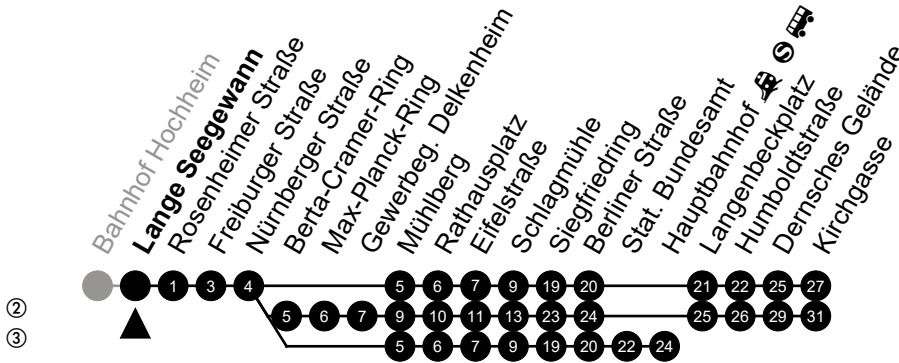 Bahnhof Hochheim
Lange Seegewann
Rosenheimer Straße
Freiburger Straße
Nürnberger Straße
Berta-Cramer-Ring
Max-Planck-Ring
Gewerbeg. Delkenheim
Mühlberg
Rathausplatz
Eifelstraße
Schlagmühle
Siegfriedring
Berliner Straße
Stat. Bundesamt
Hauptbahnhof S
Langenbeckplatz
Humboldtstraße
Dernsches Gelände
Kirchgasse
1 3 4 5 6 7 9 19 20 21 22 25 27
② 5 6 7 9 10 11 13 23 24 25 26 29 31
③ 5 6 7 9 19 20 22 24